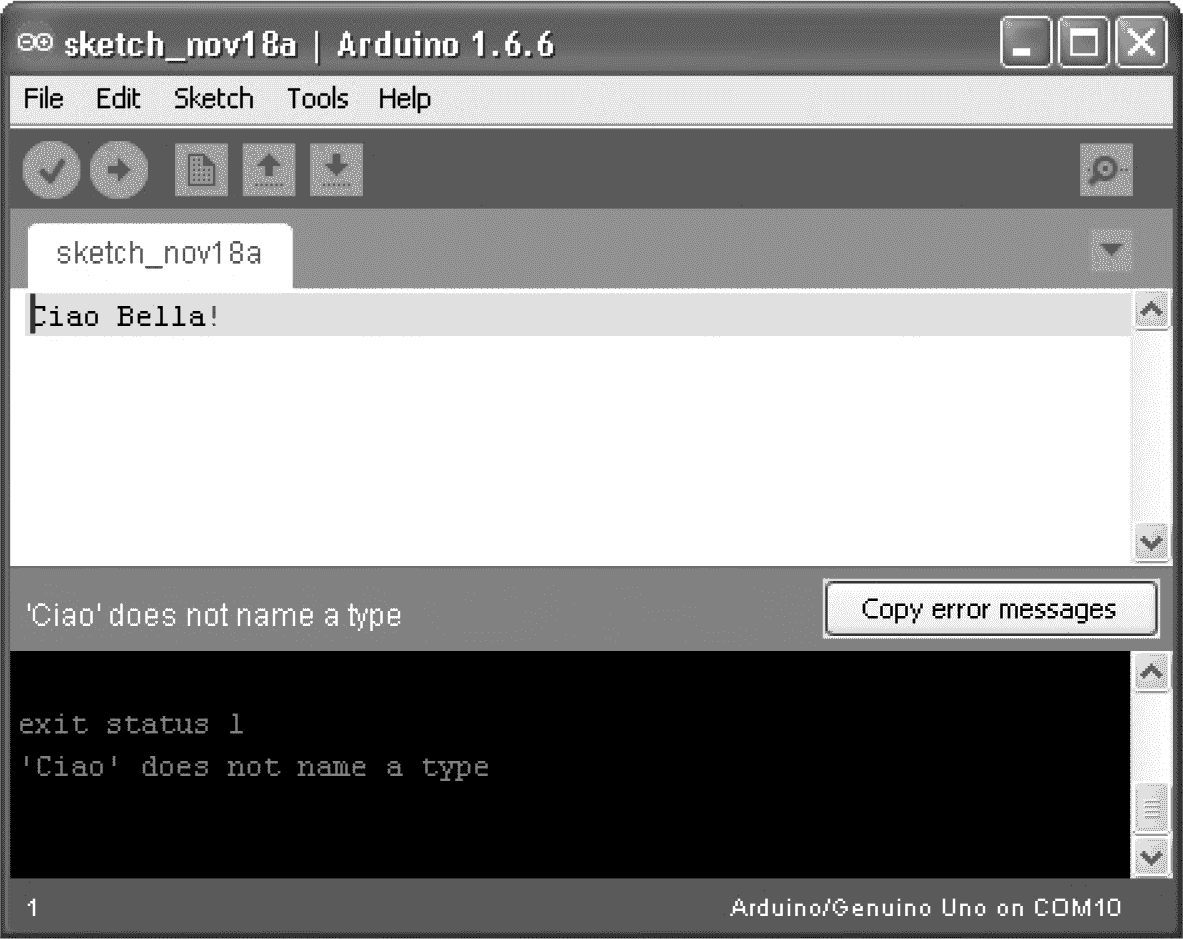 sketch_nov18a | Arduino 1.6.6
File Edit Sketch Tools Help
sketch_nov18a
Ciao Bella!
'Ciao' does not name a type
Copy error messages
exit status 1
'Ciao' does not name a type
1
Arduino/Genuino Uno on COM10